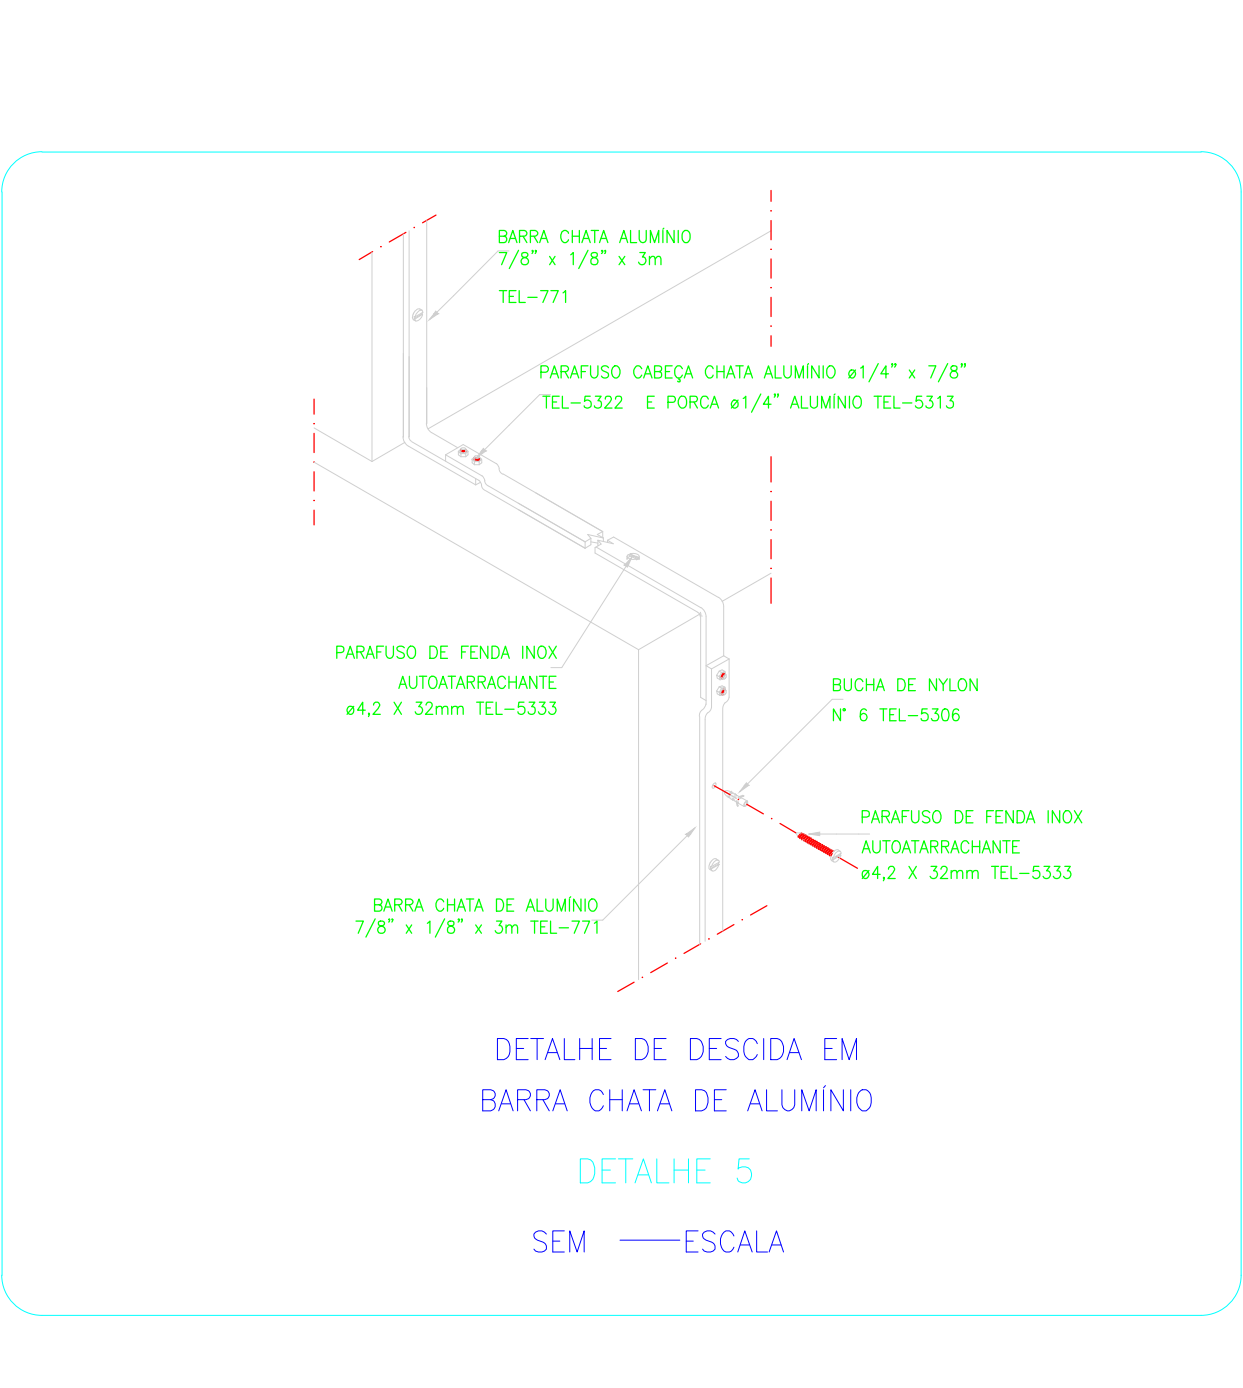 BARRA CHATA ALUMÍNIO
7/8" x 1/8" x 3m
TEL-771
PARAFUSO CABEÇA CHATA ALUMÍNIO ø1/4" x 7/8"
TEL-5322 E PORCA ø1/4" ALUMÍNIO TEL-5313
PARAFUSO DE FENDA INOX
AUTOATARRACHANTE
ø4,2 X 32mm TEL-5333
BUCHA DE NYLON
N° 6 TEL-5306
PARAFUSO DE FENDA INOX
AUTOATARRACHANTE
ø4,2 X 32mm TEL-5333
BARRA CHATA DE ALUMÍNIO
7/8" x 1/8" x 3m TEL-771
DETALHE DE DESCIDA EM
BARRA CHATA DE ALUMÍNIO
DETALHE 5
SEM ESCALA